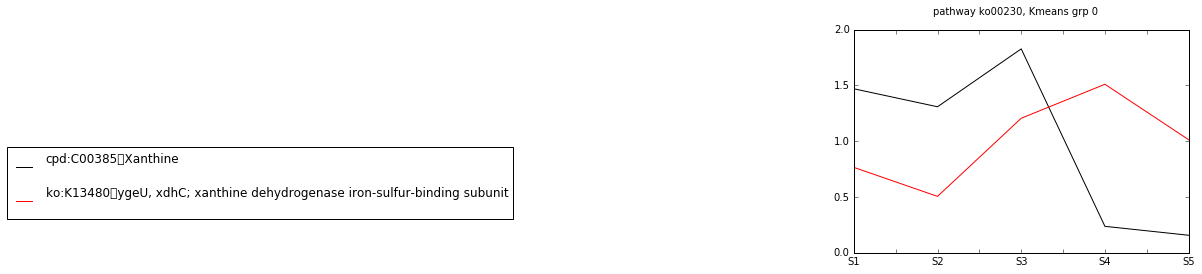 pathway ko00230, Kmeans grp 0
2.0
1.5
1.0
0.5
0.0
S1 S2 S3 S4 S5
cpd:C00385▯Xanthine
ko:K13480▯ygeU, xdhC; xanthine dehydrogenase iron-sulfur-binding subunit